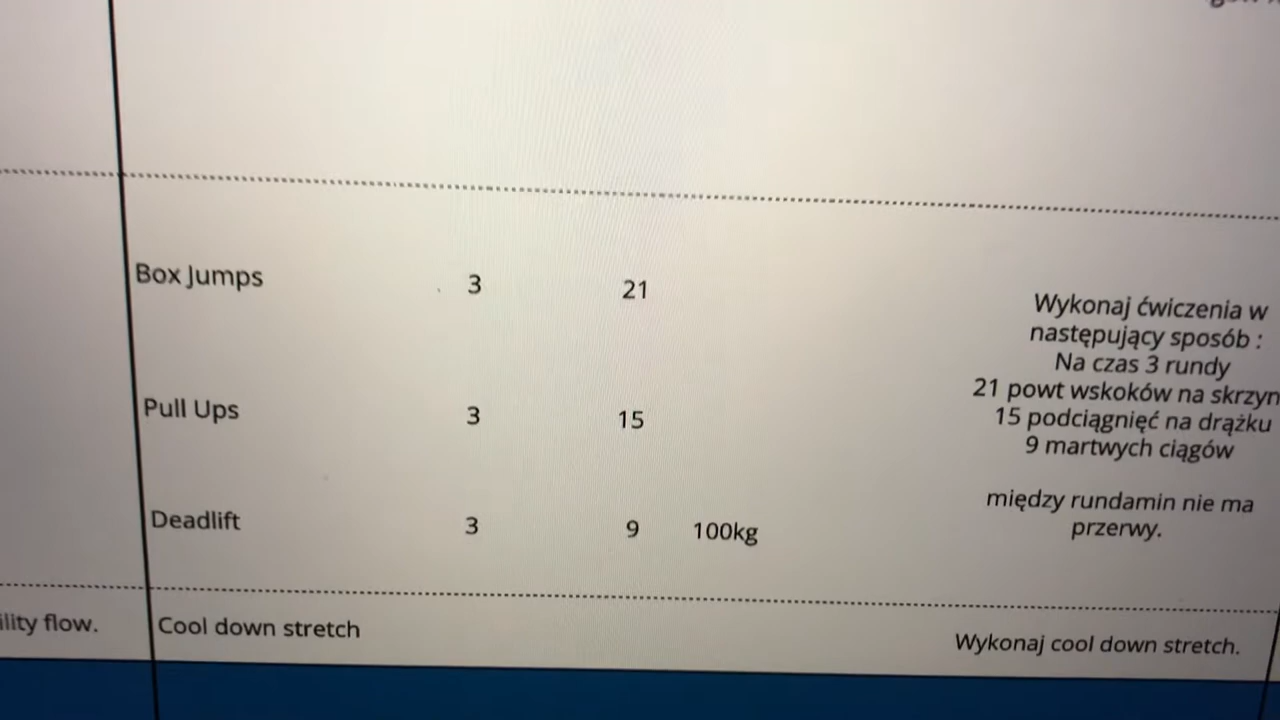 Box Jumps 3 21
Pull Ups 3 15
Deadlift 3 9 100kg
Wykonaj ćwiczenia w
następujący sposób :
Na czas 3 rundy
21 powt wskoków na skrzyn
15 podciągnięć na drążku
9 martwych ciągów
między rundamin nie ma
przerwy.
ility flow.
Cool down stretch
Wykonaj cool down stretch.